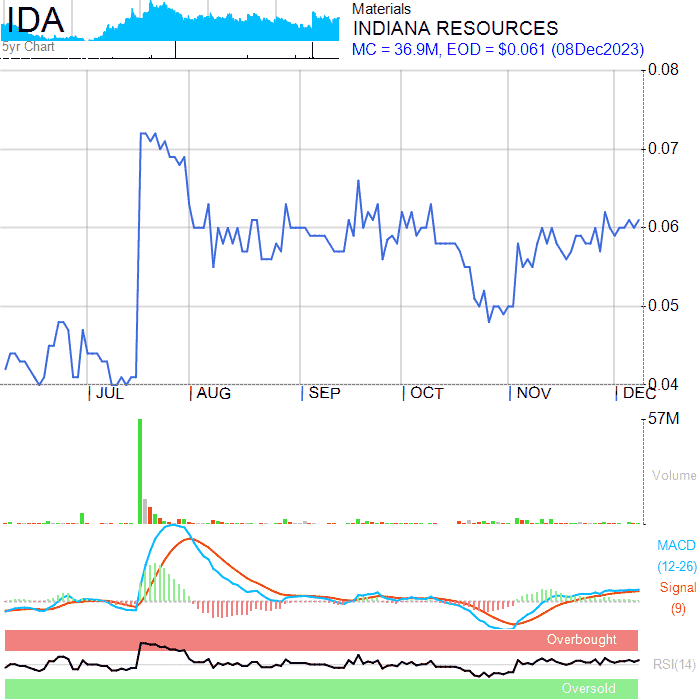 IDA
5yr Chart
Materials
INDIANA RESOURCES
MC = 36.9M, EOD = $0.061 (08Dec2023)
0.08
0.07
0.06
0.05
0.04
JUL AUG SEP OCT NOV DEC
57M
Volume
MACD
(12-26)
Signal
(9)
Overbought
RSI(14)
Oversold